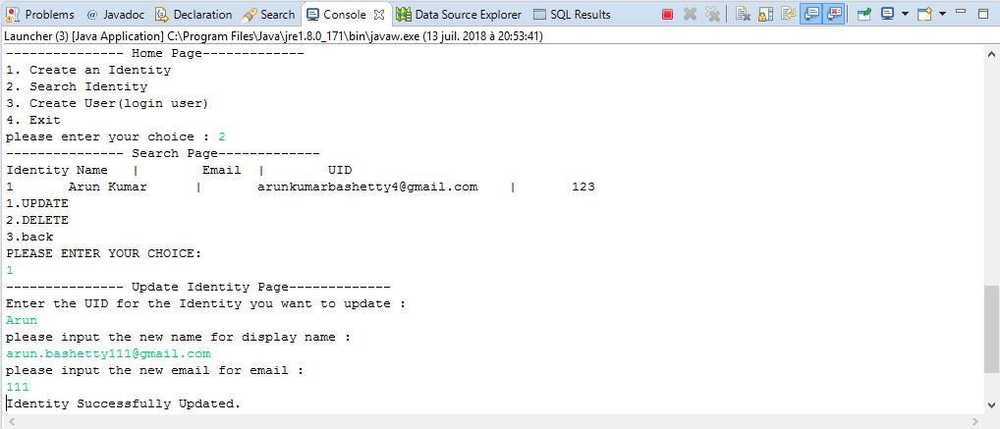 Problems @ Javadoc Declaration Search Console Data Source Explorer SQL Results
Launcher (3) [Java Application] C:\Program Files\Java\jre1.8.0_171\bin\javaw.exe (13 juil. 2018 à 20:53:41)
--------------- Home Page-------------
1. Create an Identity
2. Search Identity
3. Create User(login user)
4. Exit
please enter your choice : 2
--------------- Search Page-------------
Identity Name | Email | UID
1 Arun Kumar | arunkumarbashetty4@gmail.com | 123
1.UPDATE
2.DELETE
3.back
PLEASE ENTER YOUR CHOICE:
1
--------------- Update Identity Page-------------
Enter the UID for the Identity you want to update :
Arun
please input the new name for display name :
arun.bashetty111@gmail.com
please input the new email for email :
111
Identity Successfully Updated.